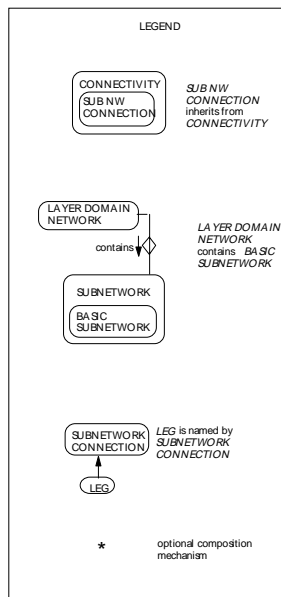 LEGEND
CONNECTIVITY
SUB NW
CONNECTION
SUB NW
CONNECTION
inherits from
CONNECTIVITY
LAYER DOMAIN
NETWORK
contains
LAYER DOMAIN
NETWORK
contains BASIC
SUBNETWORK
SUBNETWORK
BASIC
SUBNETWORK
SUBNETWORK
CONNECTION
LEG
LEG is named by
SUBNETWORK
CONNECTION
*
optional composition
mechanism